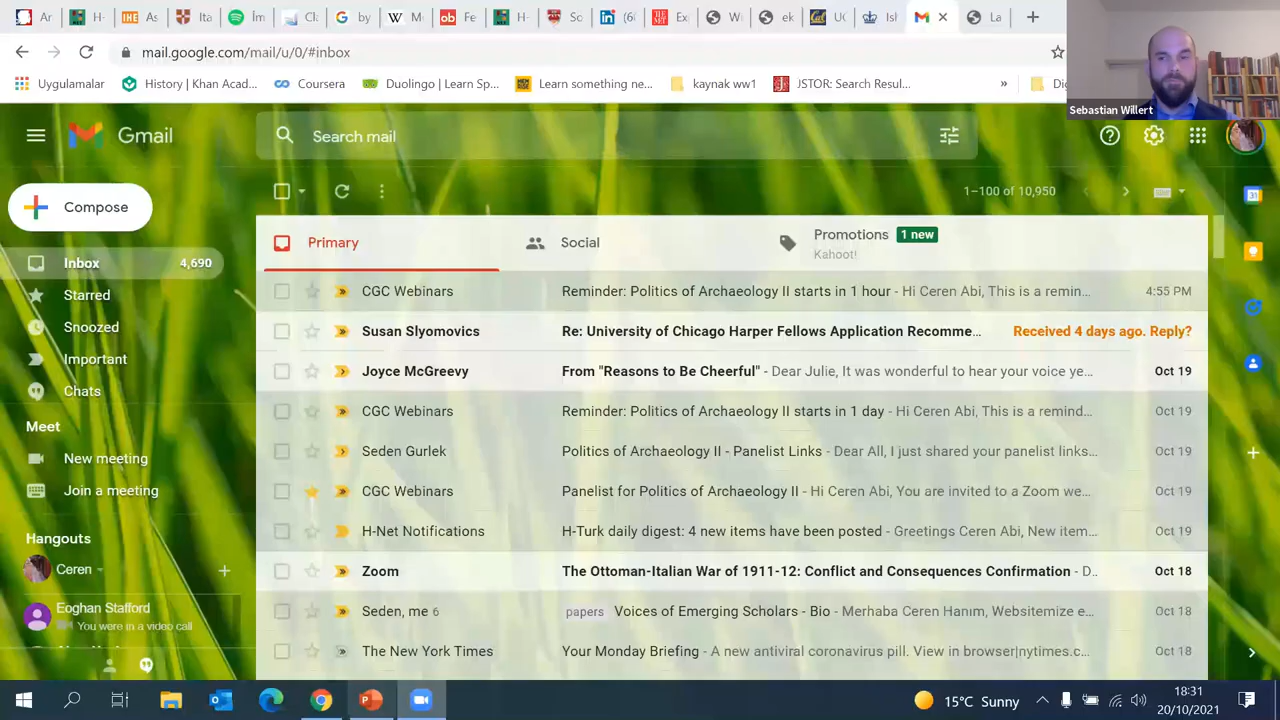 Ar
H-
As
Ita
İm
Cl
by
W
Fe
H-
So
(6(
Ex
W
ek
U(
Ish
La
mail.google.com/mail/u/0/#inbox
Uygulamalar
History | Khan Acad...
Coursera
Duolingo | Learn Sp...
Learn something ne...
kaynak ww1
JSTOR: Search Resul...
»
Sebastian Willert
Gmail
Search mail
Compose
1–100 of 10,950
Primary
Social
Promotions 1 new
Kahoot!
Inbox 4,690
Starred
Snoozed
Important
Chats
Meet
New meeting
Join a meeting
Hangouts
Ceren
Eoghan Stafford
You were in a video call
CGC Webinars Reminder: Politics of Archaeology II starts in 1 hour - Hi Ceren Abi, This is a remin... 4:55 PM
Susan Slyomovics Re: University of Chicago Harper Fellows Application Recomme... Received 4 days ago. Reply?
Joyce McGreevy From "Reasons to Be Cheerful" - Dear Julie, It was wonderful to hear your voice ye... Oct 19
CGC Webinars Reminder: Politics of Archaeology II starts in 1 day - Hi Ceren Abi, This is a remind... Oct 19
Seden Gurlek Politics of Archaeology II - Panelist Links - Dear All, I just shared your panelist links... Oct 19
CGC Webinars Panelist for Politics of Archaeology II - Hi Ceren Abi, You are invited to a Zoom we... Oct 19
H-Net Notifications H-Turk daily digest: 4 new items have been posted - Greetings Ceren Abi, New item... Oct 19
Zoom The Ottoman-Italian War of 1911-12: Conflict and Consequences Confirmation - D.. Oct 18
Seden, me 6 papers Voices of Emerging Scholars - Bio - Merhaba Ceren Hanım, Websitemize e... Oct 18
The New York Times Your Monday Briefing - A new antiviral coronavirus pill. View in browser|nytimes.c... Oct 18
15°C Sunny
18:31
20/10/2021